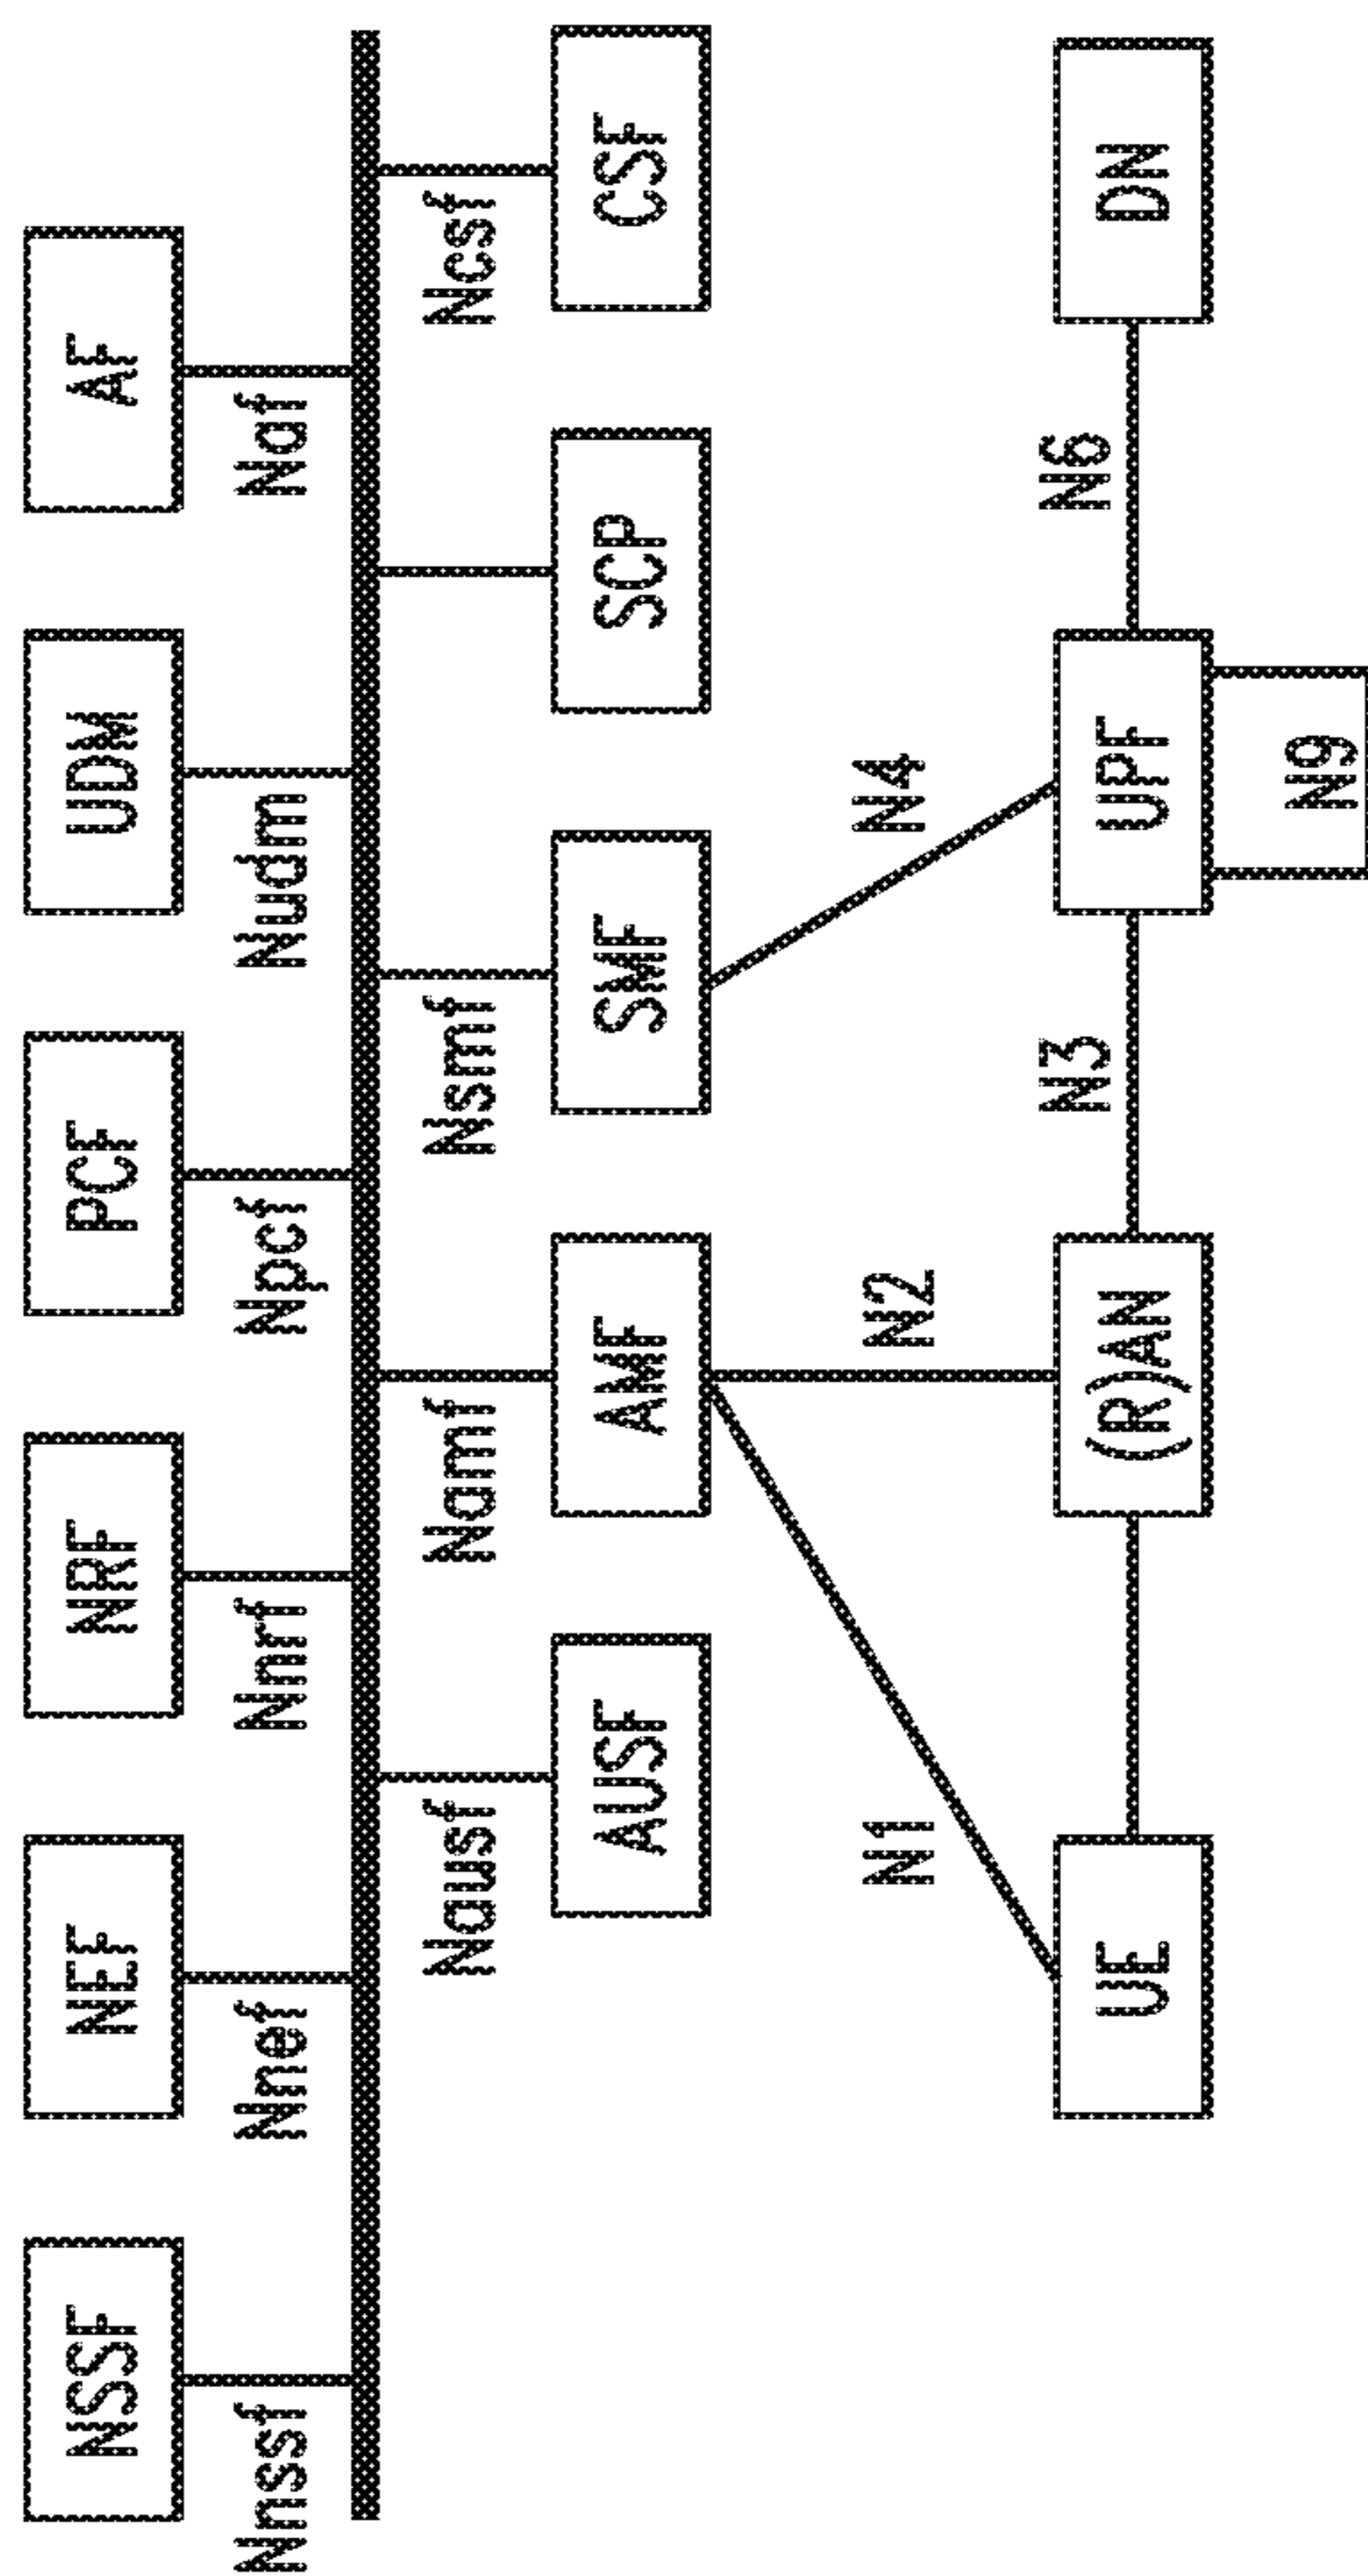 NSSF
NEF
NRF
PCF
UDM
AF
Nnssf
Nnef
Nnrf
Npcf
Nudm
Naf
Nausf
Namf
Nsmf
Ncsf
AUSF
AMF
SMF
SCP
CSF
N1
N2
N4
N3
N6
UE
(R)AN
UPF
DN
N9